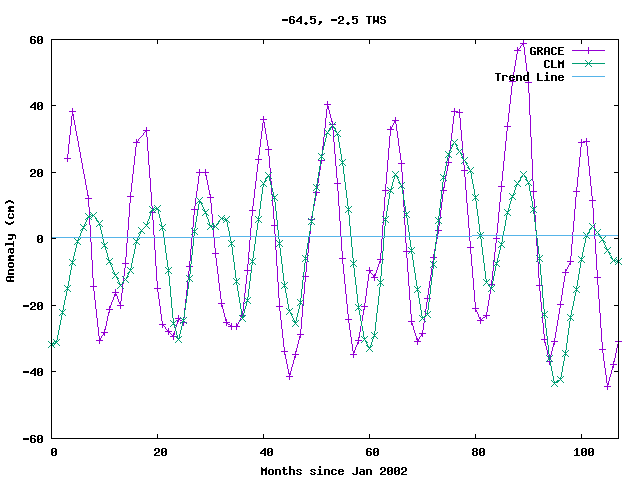 -64.5, -2.5 TWS
60
GRACE
CLM
Trend Line
40
20
0
-20
-40
-60
Anomaly (cm)
0 20 40 60 80 100
Months since Jan 2002